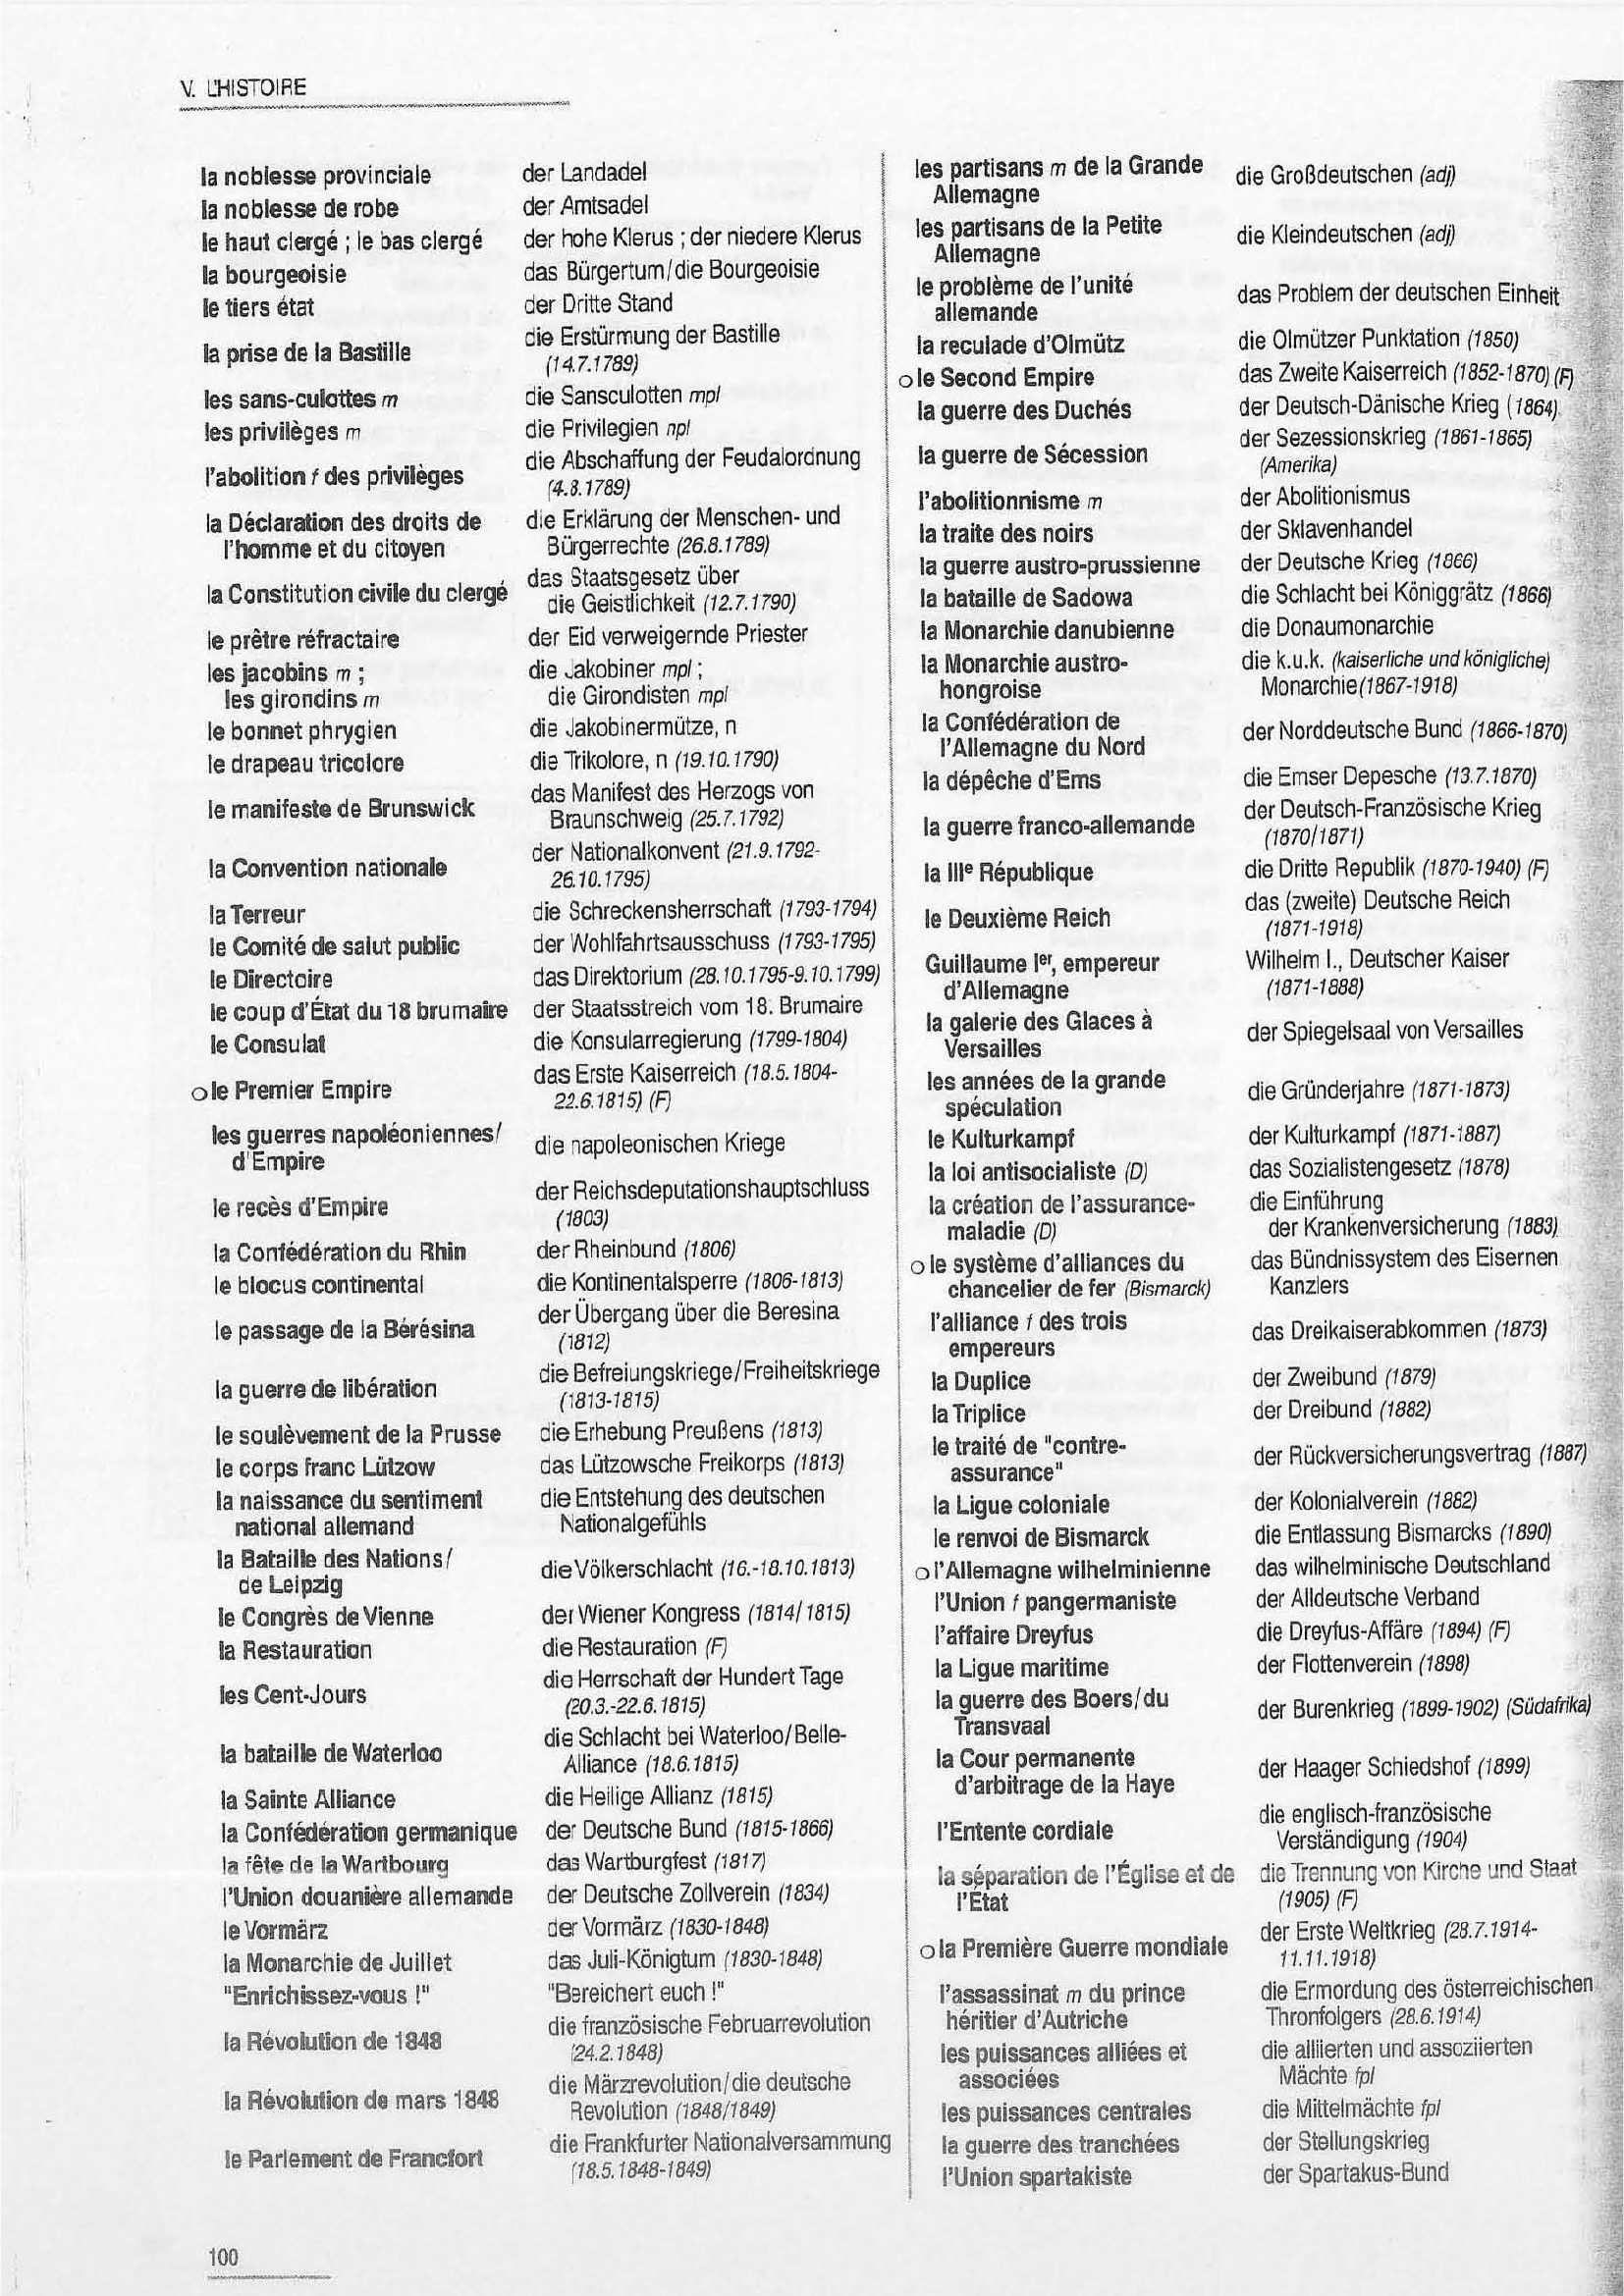 V. L'HISTOIRE
la noblesse provinciale der Landadel
la noblesse de robe der Amtsadel
le haut clergé ; le bas clergé der hohe Klerus ; der niedere Klerus
la bourgeoisie das Bürgertum/die Bourgeoisie
le tiers état der Dritte Stand
la prise de la Bastille die Erstürmung der Bastille
(14.7.1789)
les sans-culottes m die Sansculotten mpl
les privilèges m die Privilegien npl
l'abolition f des privilèges die Abschaffung der Feudalordnung
(4.8.1789)
la Déclaration des droits de die Erklärung der Menschen- und
l'homme et du citoyen Bürgerrechte (26.8.1789)
la Constitution civile du clergé das Staatsgesetz über
die Geistlichkeit (12.7.1790)
le prêtre réfractaire der Eid verweigernde Priester
les jacobins m ; die Jakobiner mpl ;
les girondins m die Girondisten mpl
le bonnet phrygien die Jakobinermütze, n
le drapeau tricolore die Trikolore, n (19.10.1790)
le manifeste de Brunswick das Manifest des Herzogs von
Braunschweig (25.7.1792)
la Convention nationale der Nationalkonvent (21.9.1792-
26.10.1795)
la Terreur die Schreckensherrschaft (1793-1794)
le Comité de salut public der Wohlfahrtsausschuss (1793-1795)
le Directoire das Direktorium (28.10.1795-9.10.1799)
le coup d'État du 18 brumaire der Staatsstreich vom 18. Brumaire
le Consulat die Konsularregierung (1799-1804)
o le Premier Empire das Erste Kaiserreich (18.5.1804-
22.6.1815) (F)
les guerres napoléoniennes/ die napoleonischen Kriege
d'Empire
le recès d'Empire der Reichsdeputationshauptschluss
(1803)
la Confédération du Rhin der Rheinbund (1806)
le blocus continental die Kontinentalsperre (1806-1813)
le passage de la Bérésina der Übergang über die Beresina
(1812)
la guerre de libération die Befreiungskriege/Freiheitskriege
(1813-1815)
le soulèvement de la Prusse die Erhebung Preußens (1813)
le corps franc Lützow das Lützowsche Freikorps (1813)
la naissance du sentiment die Entstehung des deutschen
national allemand Nationalgefühls
la Bataille des Nations/ die Völkerschlacht (16.-18.10.1813)
de Leipzig
le Congrès de Vienne der Wiener Kongress (1814/1815)
la Restauration die Restauration (F)
les Cent-Jours die Herrschaft der Hundert Tage
(20.3.-22.6.1815)
la bataille de Waterloo die Schlacht bei Waterloo/Belle-
Alliance (18.6.1815)
la Sainte Alliance die Heilige Allianz (1815)
la Confédération germanique der Deutsche Bund (1815-1866)
la fête de la Wartbourg das Wartburgfest (1817)
l'Union douanière allemande der Deutsche Zollverein (1834)
le Vormärz der Vormärz (1830-1848)
la Monarchie de Juillet das Juli-Königtum (1830-1848)
"Enrichissez-vous !" "Bereichert euch !"
la Révolution de 1848 die französische Februarrevolution
(24.2.1848)
la Révolution de mars 1848 die Märzrevolution/die deutsche
Revolution (1848/1849)
le Parlement de Francfort die Frankfurter Nationalversammung
(18.5.1848-1849)
les partisans m de la Grande die Großdeutschen (adj)
Allemagne
les partisans de la Petite die Kleindeutschen (adj)
Allemagne
le problème de l'unité das Problem der deutschen Einheit
allemande
la reculade d'Olmütz die Olmützer Punktation (1850)
o le Second Empire das Zweite Kaiserreich (1852-1870) (F)
la guerre des Duchés der Deutsch-Dänische Krieg (1864)
la guerre de Sécession der Sezessionskrieg (1861-1865)
(Amerika)
l'abolitionnisme m der Abolitionismus
la traite des noirs der Sklavenhandel
la guerre austro-prussienne der Deutsche Krieg (1866)
la bataille de Sadowa die Schlacht bei Königgrätz (1866)
la Monarchie danubienne die Donaumonarchie
la Monarchie austro- die k.u.k. (kaiserliche und königliche)
hongroise Monarchie(1867-1918)
la Confédération de der Norddeutsche Bund (1866-1870)
l'Allemagne du Nord
la dépêche d'Ems die Emser Depesche (13.7.1870)
la guerre franco-allemande der Deutsch-Französische Krieg
(1870/1871)
la IIIe République die Dritte Republik (1870-1940) (F)
le Deuxième Reich das (zweite) Deutsche Reich
(1871-1918)
Guillaume Ier, empereur Wilhelm I., Deutscher Kaiser
d'Allemagne (1871-1888)
la galerie des Glaces à der Spiegelsaal von Versailles
Versailles
les années de la grande die Gründerjahre (1871-1873)
spéculation
le Kulturkampf der Kulturkampf (1871-1887)
la loi antisocialiste (D) das Sozialistengesetz (1878)
la création de l'assurance- die Einführung
maladie (D) der Krankenversicherung (1883)
o le système d'alliances du das Bündnissystem des Eisernen
chancelier de fer (Bismarck) Kanzlers
l'alliance f des trois das Dreikaiserabkommen (1873)
empereurs
la Duplice der Zweibund (1879)
la Triplice der Dreibund (1882)
le traité de "contre- der Rückversicherungsvertrag (1887)
assurance"
la Ligue coloniale der Kolonialverein (1882)
le renvoi de Bismarck die Entlassung Bismarcks (1890)
o l'Allemagne wilhelminienne das wilhelminische Deutschland
l'Union f pangermaniste der Alldeutsche Verband
l'affaire Dreyfus die Dreyfus-Affäre (1894) (F)
la Ligue maritime der Flottenverein (1898)
la guerre des Boers/du der Burenkrieg (1899-1902) (Südafrika)
Transvaal
la Cour permanente der Haager Schiedshof (1899)
d'arbitrage de la Haye
l'Entente cordiale die englisch-französische
Verständigung (1904)
la séparation de l'Église et de die Trennung von Kirche und Staat
l'État (1905) (F)
o la Première Guerre mondiale der Erste Weltkrieg (28.7.1914-
11.11.1918)
l'assassinat m du prince die Ermordung des österreichischen
héritier d'Autriche Thronfolgers (28.6.1914)
les puissances alliées et die alliierten und assoziierten
associées Mächte fpl
les puissances centrales die Mittelmächte fpl
la guerre des tranchées der Stellungskrieg
l'Union spartakiste der Spartakus-Bund
100